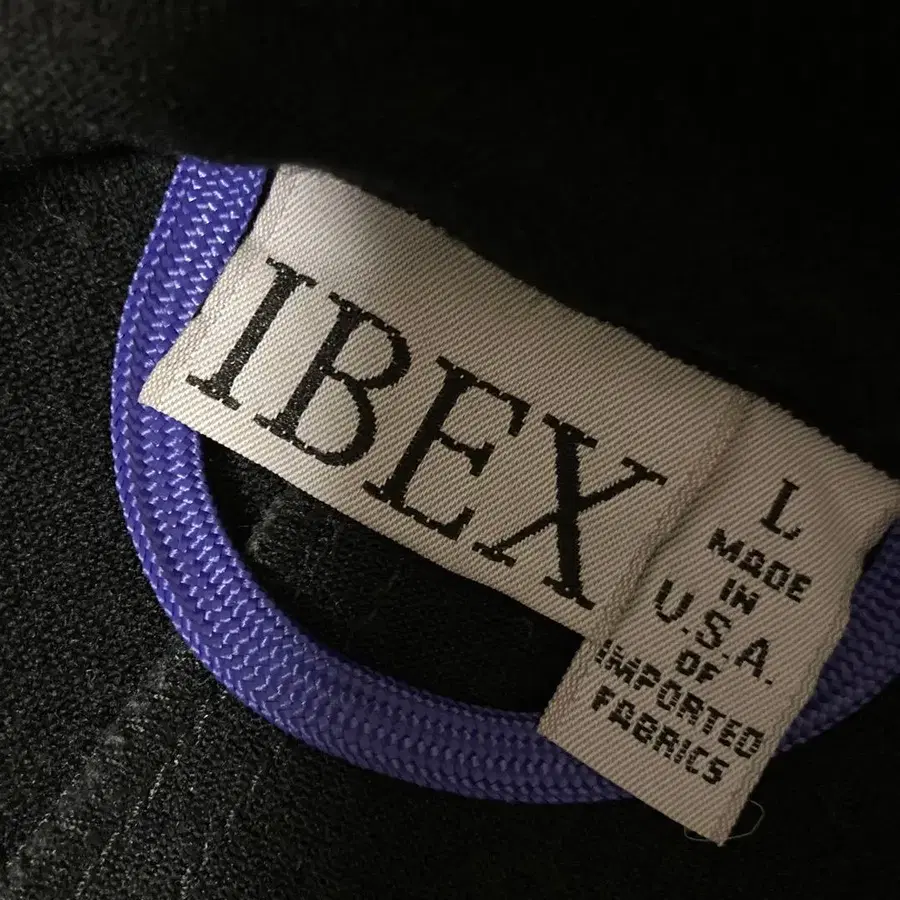 IBEX
L
MADE
IN
U.S.A.
OF
IMPORTED
FABRICS